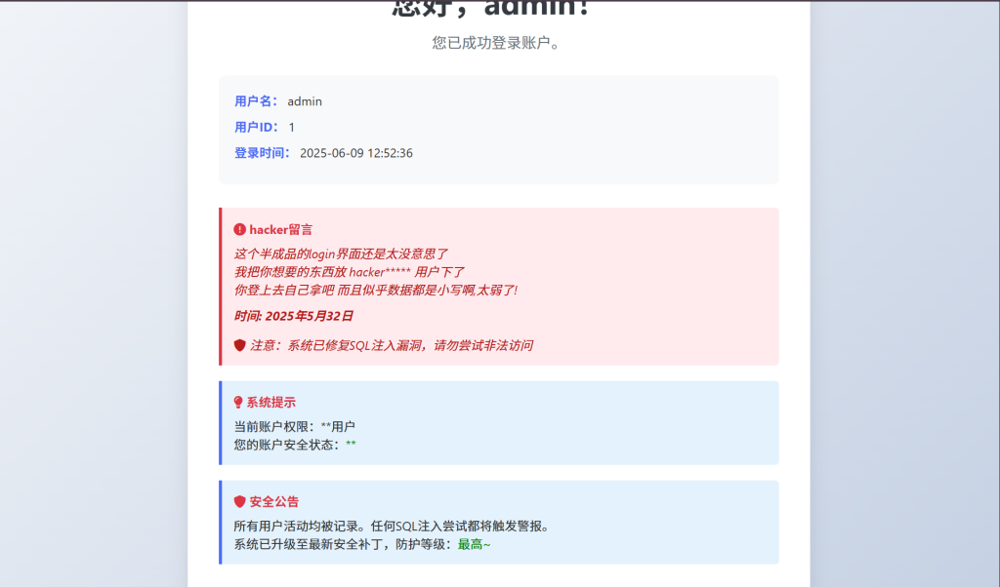 您好，admin！
您已成功登录账户。
用户名： admin
用户ID： 1
登录时间： 2025-06-09 12:52:36
hacker留言
这个半成品的login界面还是太没意思了
我把你想要的东西放 hacker***** 用户下了
你登上去自己拿吧 而且似乎数据都是小写啊,太弱了!
时间: 2025年5月32日
注意：系统已修复SQL注入漏洞，请勿尝试非法访问
系统提示
当前账户权限：**用户
您的账户安全状态：**
安全公告
所有用户活动均被记录。任何SQL注入尝试都将触发警报。
系统已升级至最新安全补丁，防护等级：最高~